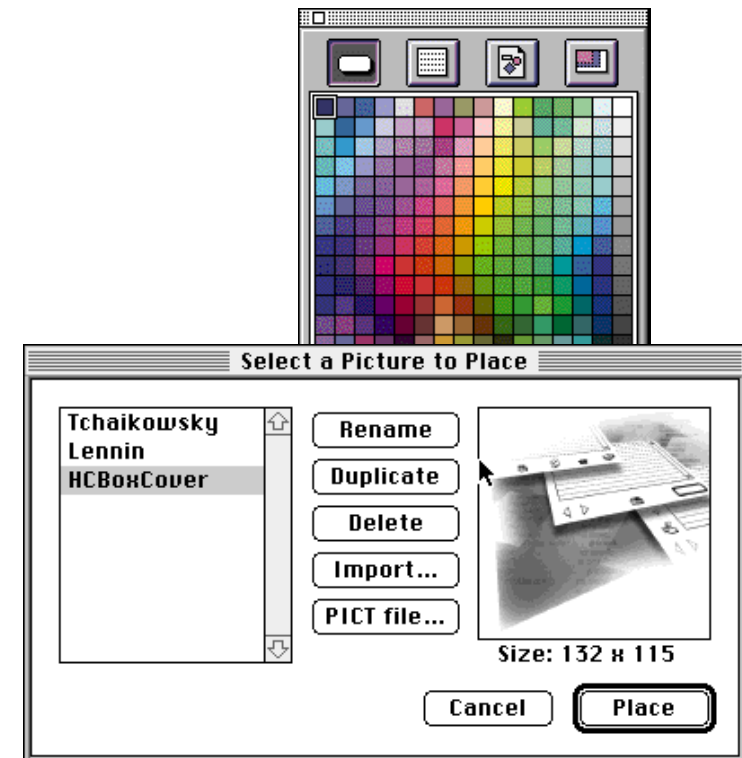 Select a Picture to Place
Tchaikowsky
Lennin
HCBoxCover
Rename
Duplicate
Delete
Import...
PICT file...
Size: 132 x 115
Cancel
Place